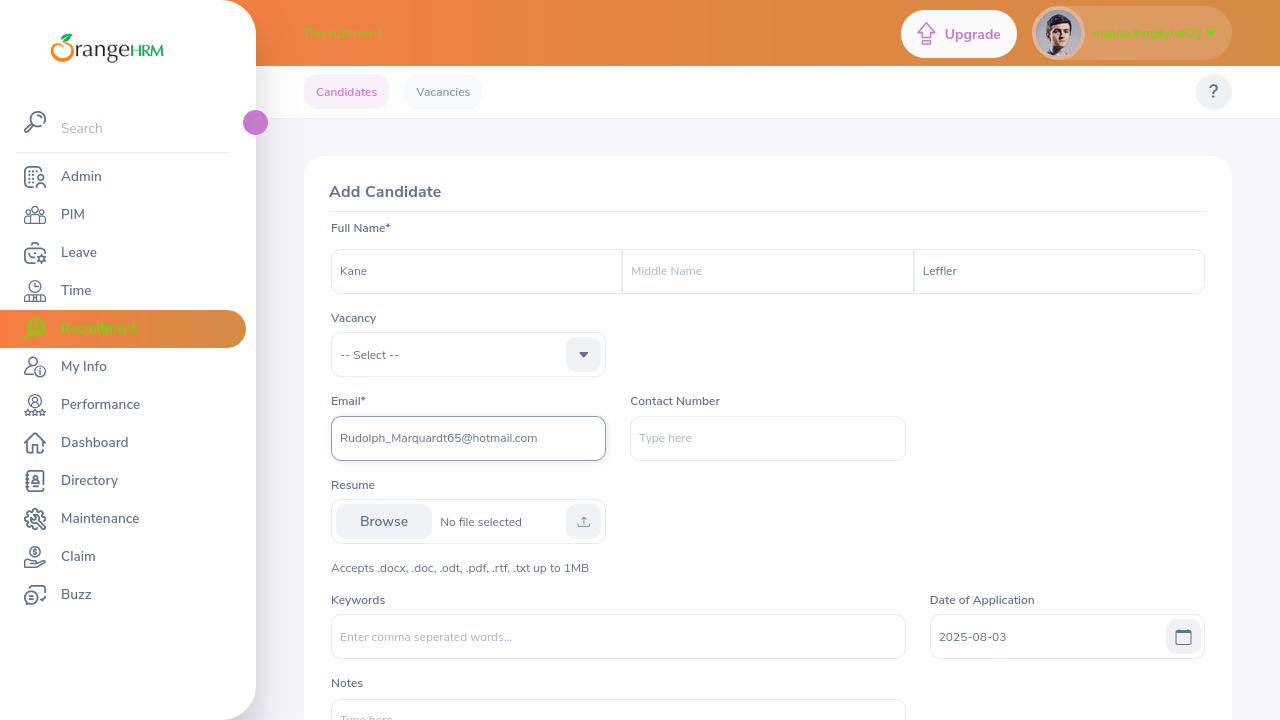 OrangeHRM
Search
Admin
PIM
Leave
Time
Recruitment
My Info
Performance
Dashboard
Directory
Maintenance
Claim
Buzz
Recruitment
Upgrade
Candidates
Vacancies
?
Add Candidate
Full Name*
Kane
Middle Name
Leffler
Vacancy
-- Select --
Email*
Contact Number
Rudolph_Marquardt65@hotmail.com
Type here
Resume
Browse
No file selected
Accepts .docx, .doc, .odt, .pdf, .rtf, .txt up to 1MB
Keywords
Date of Application
Enter comma seperated words...
2025-08-03
Notes
Type here